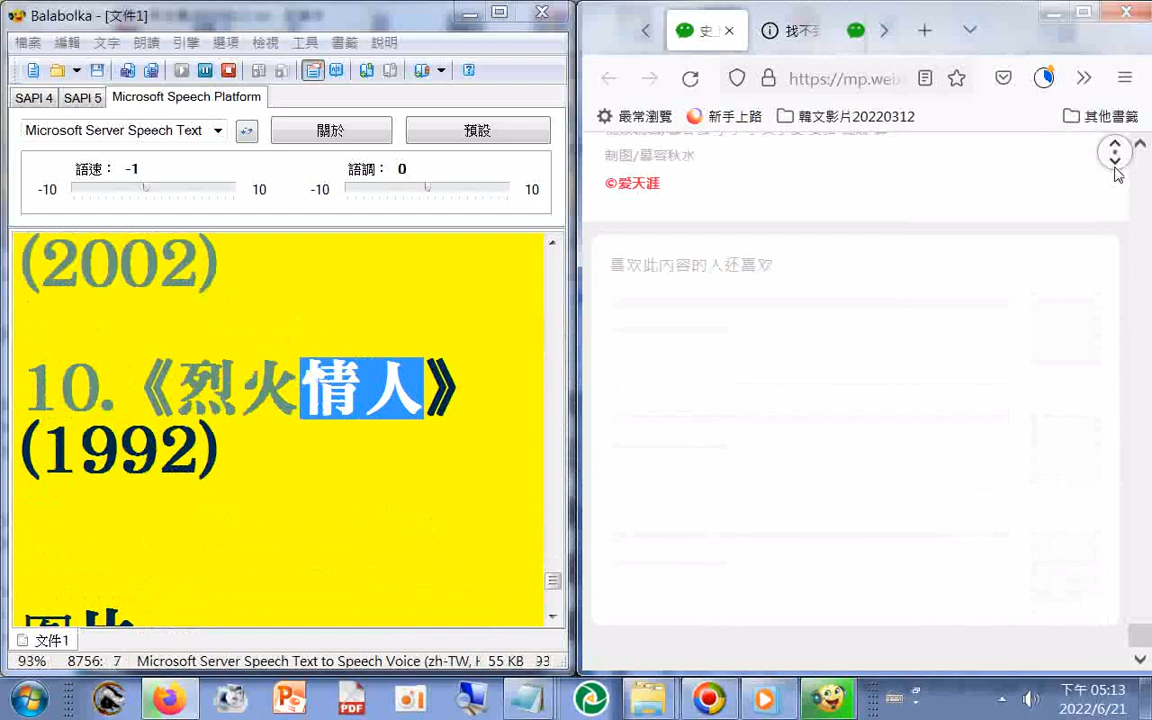 Balabolka - [文件1]
檔案 編輯 文字 朗讀 引擎 選項 檢視 工具 書籤 說明
SAPI 4 SAPI 5 Microsoft Speech Platform
Microsoft Server Speech Text 關於 預設
語速： -1 語調： 0
-10 10 -10 10
(2002)
10.《烈火情人》
(1992)
文件1
93% 8756: 7 Microsoft Server Speech Text to Speech Voice (zh-TW, H 55 KB 93
史 找不
https://mp.wei
最常瀏覽 新手上路 韓文影片20220312 其他書籤
制图/慕容秋水
©爱天涯
喜欢此内容的人还喜欢
PDF
下午 05:13
2022/6/21